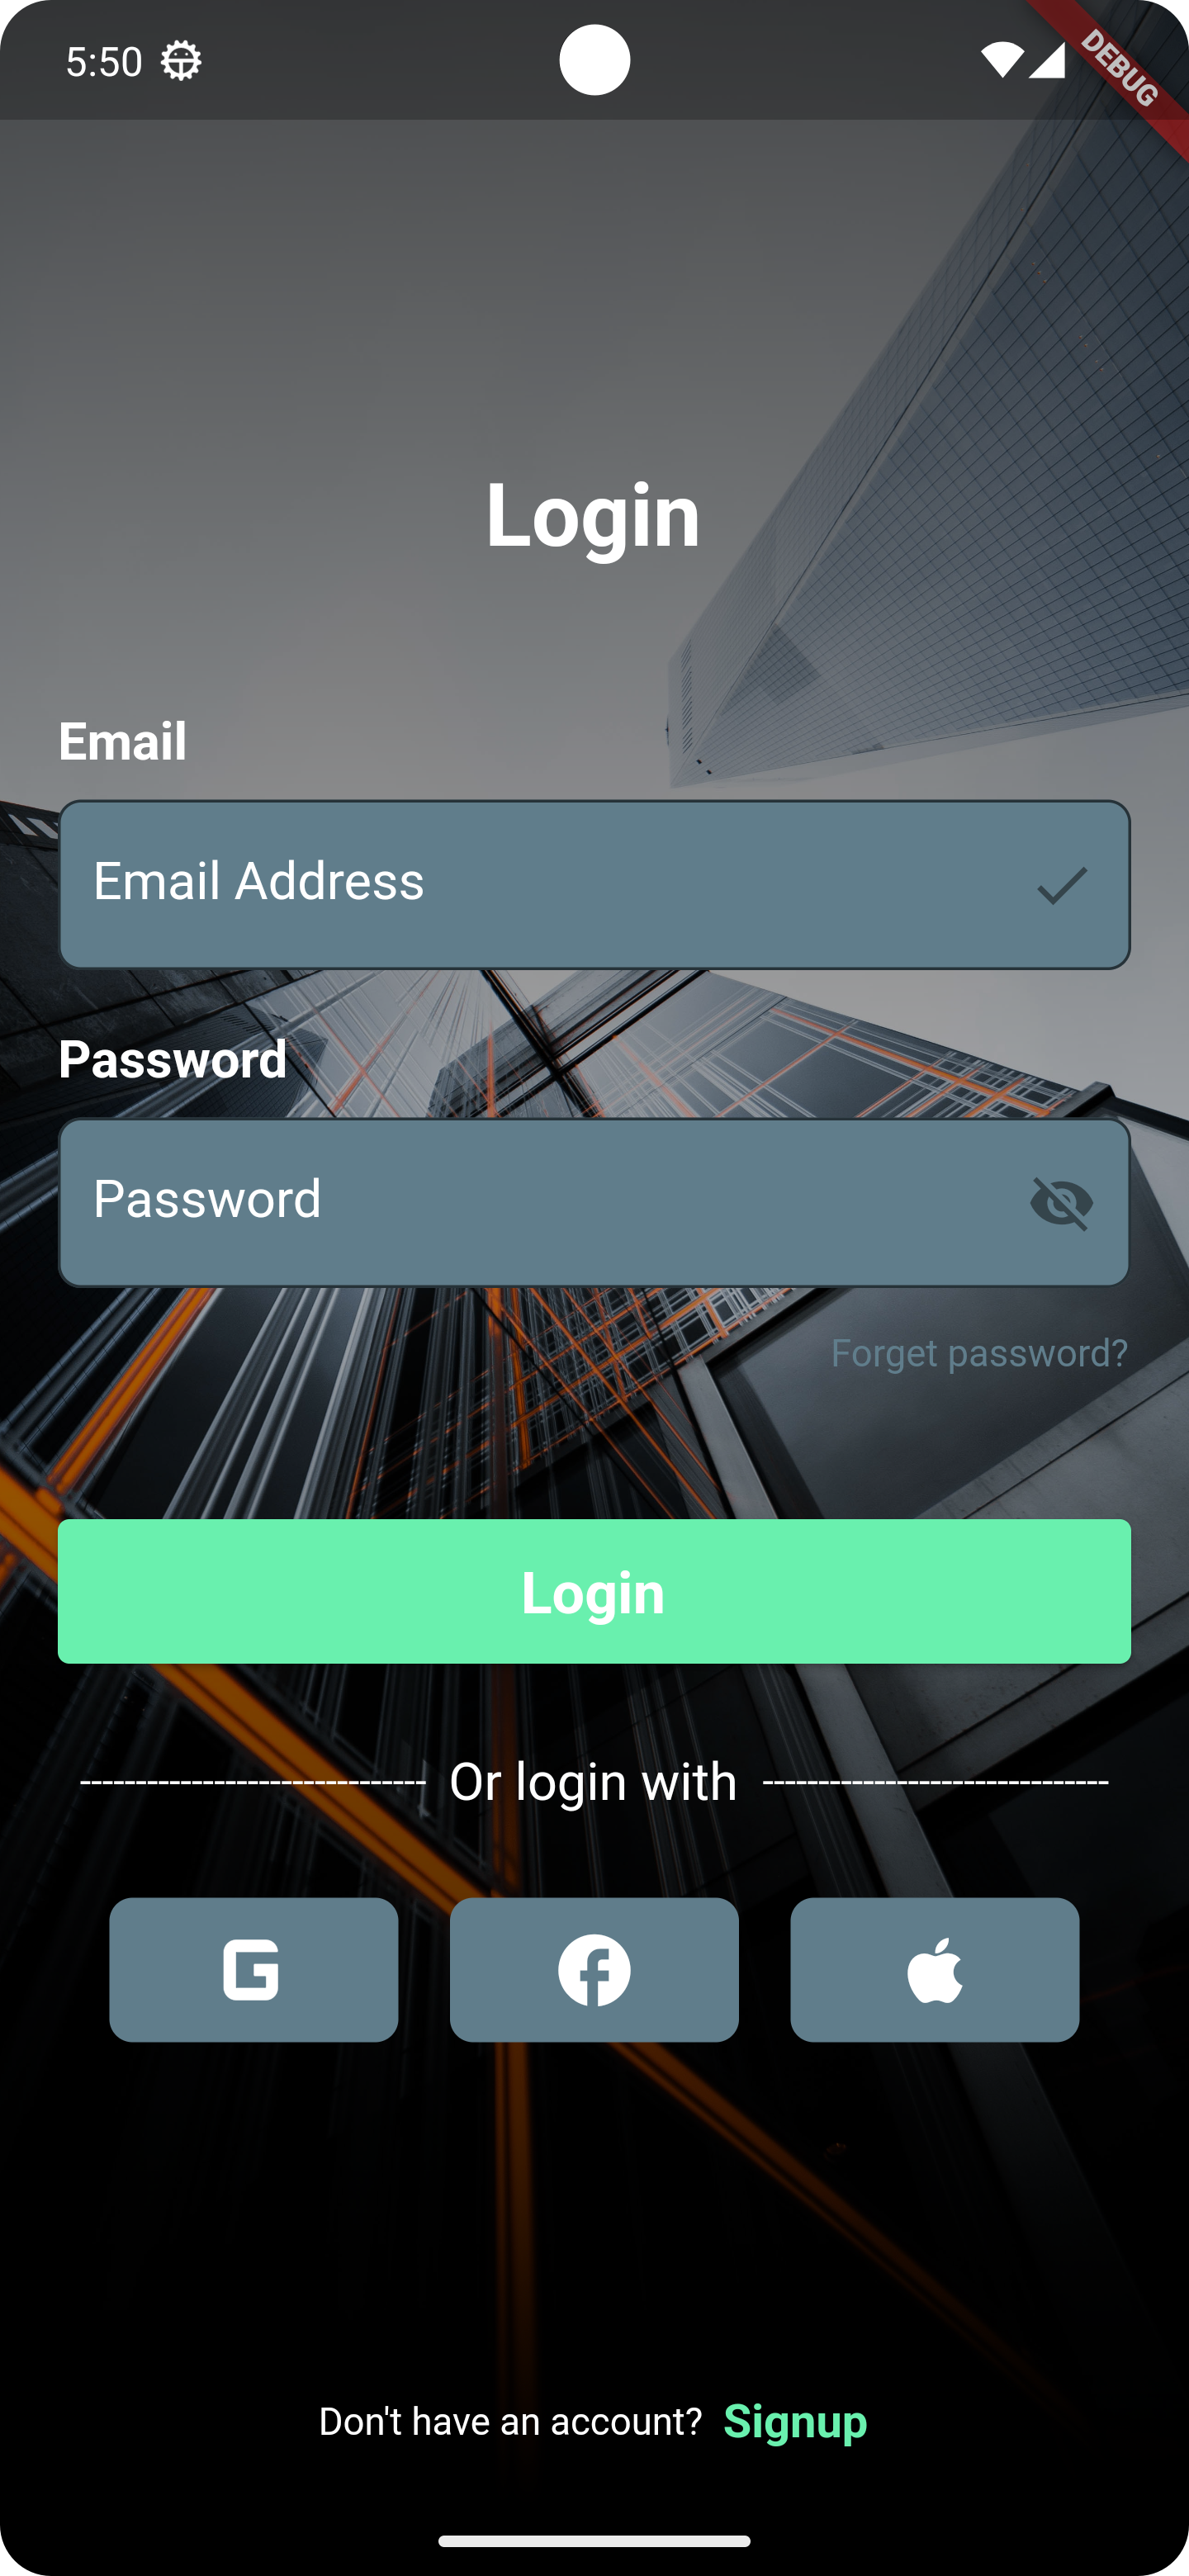 5:50
DEBUG
Login
Email
Email Address
Password
Password
Forget password?
Login
------------------------------- Or login with -------------------------------
Don't have an account? Signup